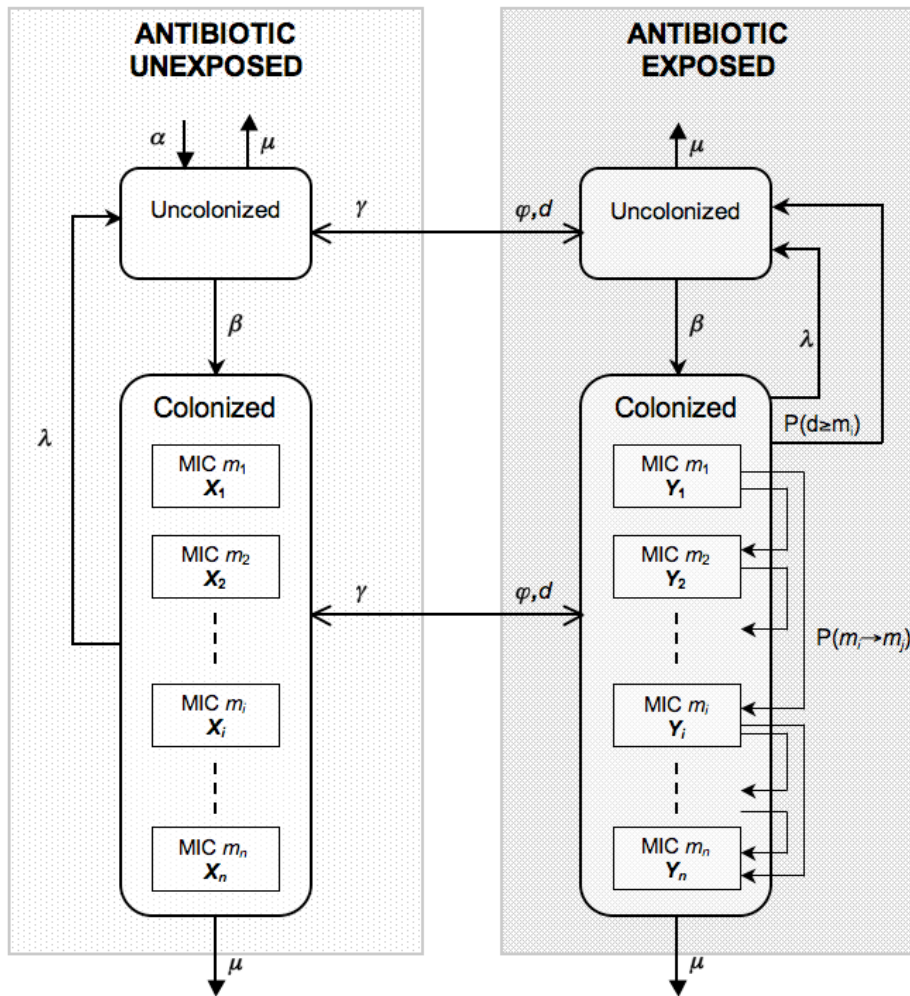 ANTIBIOTIC
UNEXPOSED
α
μ
Uncolonized
γ
β
λ
Colonized
MIC m₁
X₁
MIC m₂
X₂
γ
MIC mᵢ
Xᵢ
MIC mₙ
Xₙ
μ
ANTIBIOTIC
EXPOSED
μ
φ,d
Uncolonized
β
λ
Colonized
P(d≥mᵢ)
MIC m₁
Y₁
MIC m₂
Y₂
φ,d
P(mᵢ→mⱼ)
MIC mᵢ
Yᵢ
MIC mₙ
Yₙ
μ